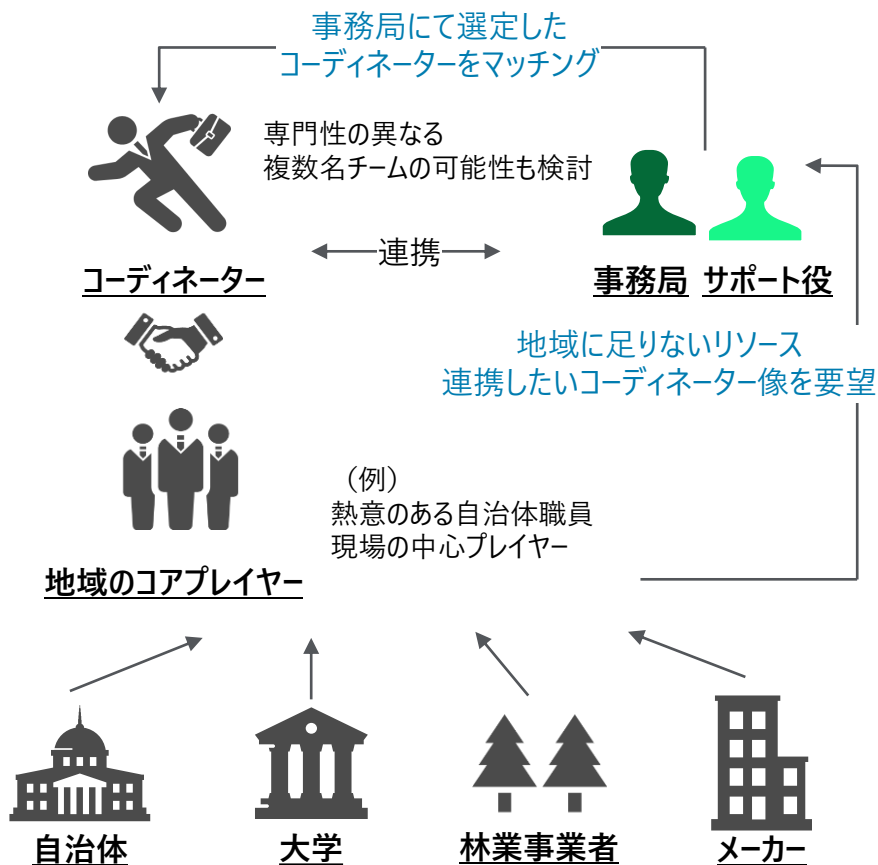 事務局にて選定した
コーディネーターをマッチング
専門性の異なる
複数名チームの可能性も検討
連携
コーディネーター
事務局 サポート役
地域に足りないリソース
連携したいコーディネーター像を要望
（例）
熱意のある自治体職員
現場の中心プレイヤー
地域のコアプレイヤー
自治体
大学
林業事業者
メーカー